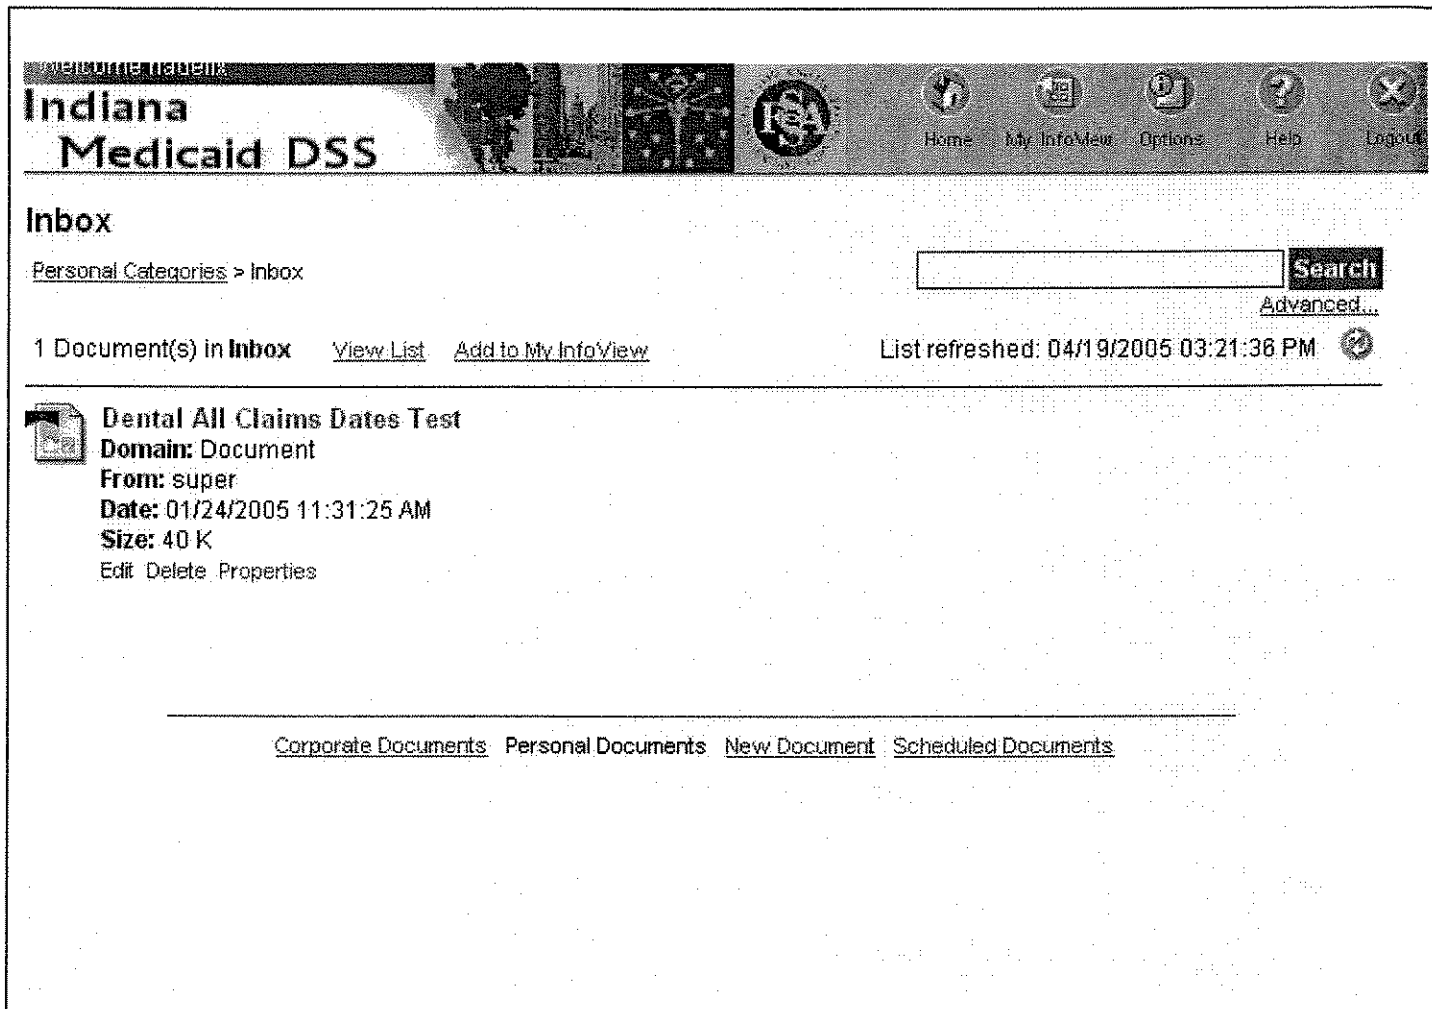 Welcome
Indiana
Medicaid DSS
FSSA
Home My InfoView Options Help Logout
Inbox
Personal Categories > Inbox
Search
Advanced...
1 Document(s) in Inbox View List Add to My InfoView List refreshed: 04/19/2005 03:21:36 PM
Dental All Claims Dates Test
Domain: Document
From: super
Date: 01/24/2005 11:31:25 AM
Size: 40 K
Edit Delete Properties
Corporate Documents Personal Documents New Document Scheduled Documents